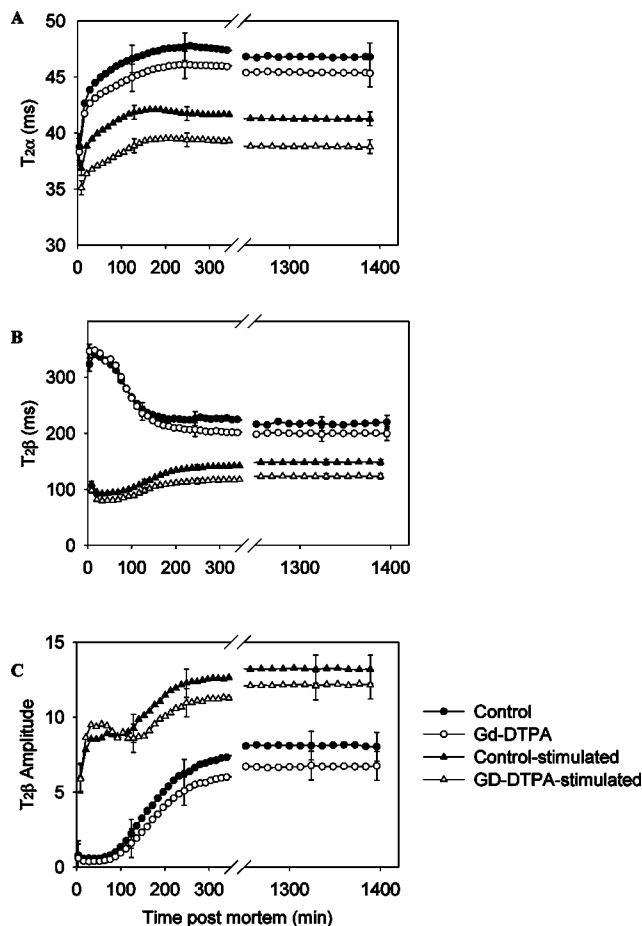 A
50
45
40
35
30
T2α (ms)
0 100 200 300 1300 1400
B
300
200
100
0
T2β (ms)
0 100 200 300 1300 1400
C
15
10
5
0
T2β Amplitude
0 100 200 300 1300 1400
Time post mortem (min)
Control
Gd-DTPA
Control-stimulated
GD-DTPA-stimulated